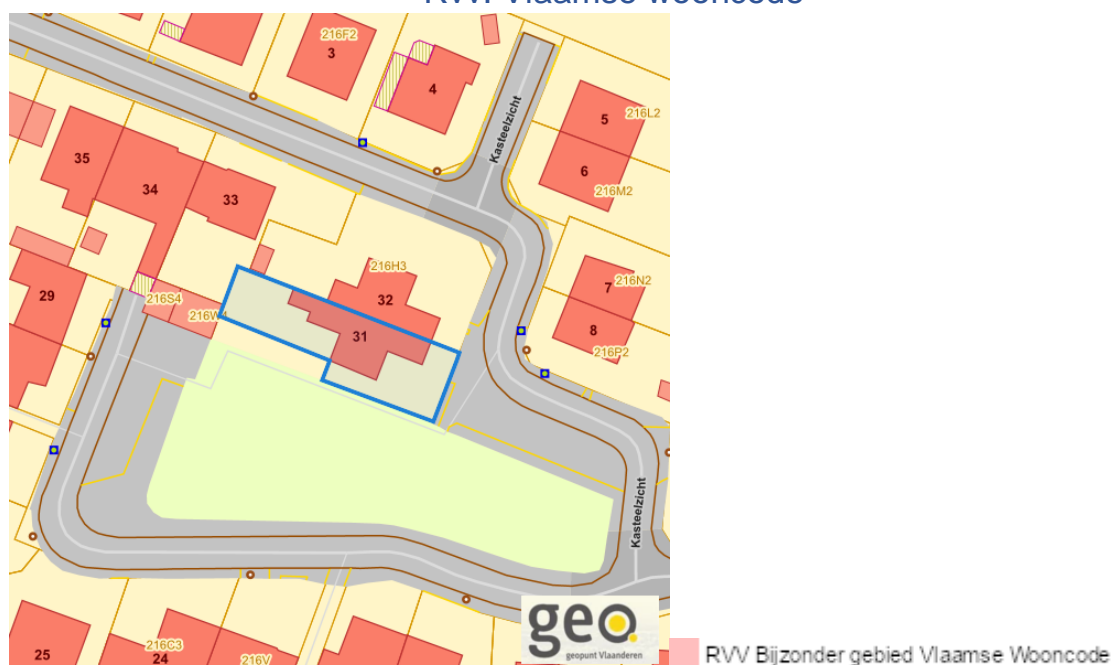 RVV: Vlaamse wooncode
216F2
3
4
Kasteelzicht
5
216L2
6
216M2
35
34
33
216H3
32
216N2
7
29
216S4
216W4
31
8
216P2
Kasteelzicht
geo
geopunt Vlaanderen
216C3
25
24
216V
RVV Bijzonder gebied Vlaamse Wooncode